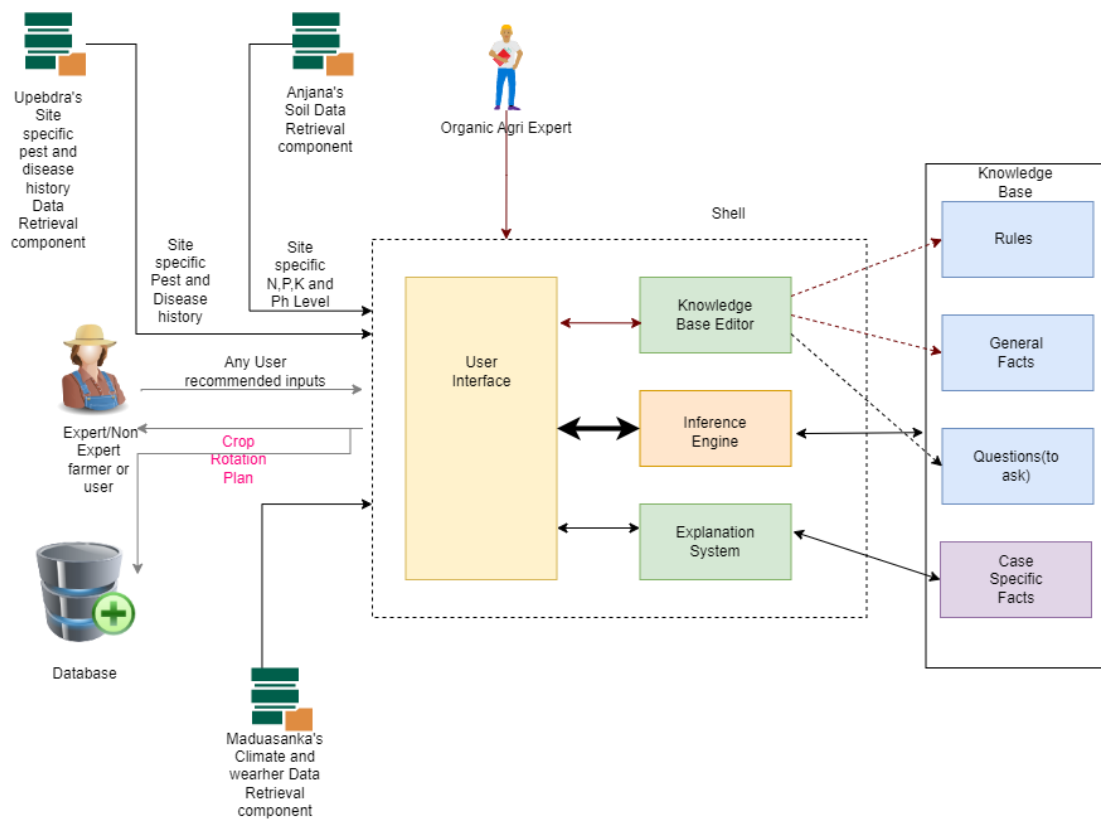 Upebdra's
Site
specific
pest and
disease
history
Data
Retrieval
component
Anjana's
Soil Data
Retrieval
component
Organic Agri Expert
Site
specific
Pest and
Disease
history
Site
specific
N,P,K and
Ph Level
Shell
Knowledge
Base
Rules
General
Facts
Questions(to
ask)
Case
Specific
Facts
User
Interface
Knowledge
Base Editor
Inference
Engine
Explanation
System
Any User
recommended inputs
Expert/Non
Expert
farmer or
user
Crop
Rotation
Plan
Database
Maduasanka's
Climate and
wearher Data
Retrieval
component